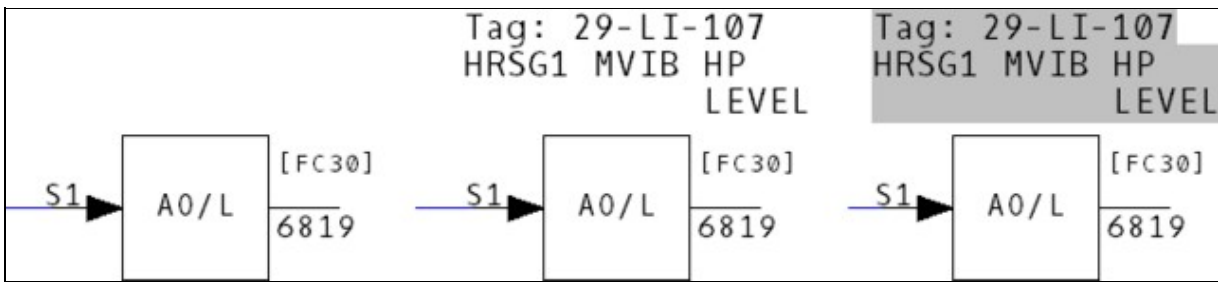 Tag: 29-LI-107 Tag: 29-LI-107
HRSG1 MVIB HP HRSG1 MVIB HP
LEVEL LEVEL
[FC30] [FC30] [FC30]
S1 A0/L S1 A0/L S1 A0/L
6819 6819 6819